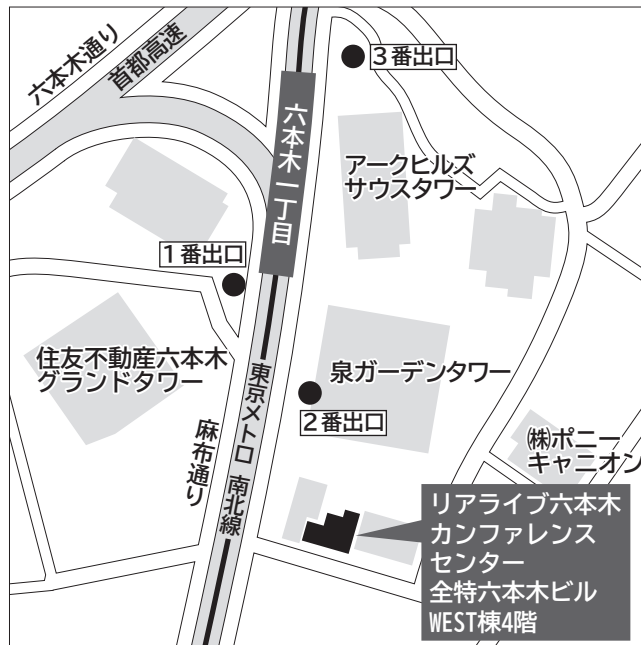 六本木通り
首都高速
3番出口
六本木一丁目
アークヒルズ
サウスタワー
1番出口
住友不動産六本木
グランドタワー
泉ガーデンタワー
2番出口
東京メトロ 南北線
麻布通り
㈱ポニー
キャニオン
リアライブ六本木
カンファレンス
センター
全特六本木ビル
WEST棟4階